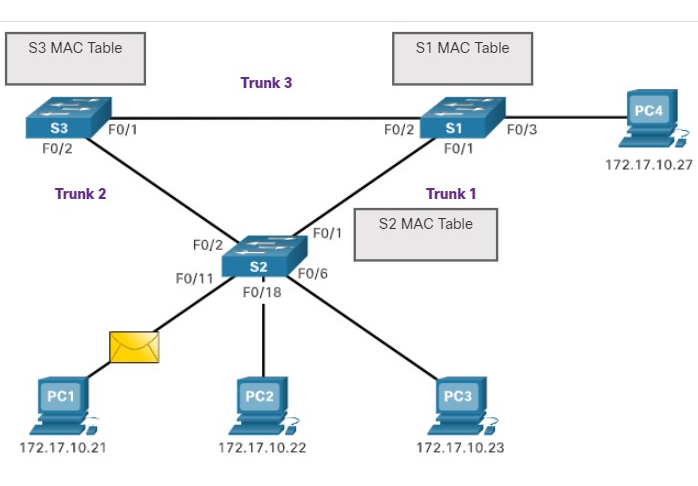 S3 MAC Table
S1 MAC Table
Trunk 3
PC4
S3
F0/1
F0/2
S1
F0/3
F0/2
F0/1
172.17.10.27
Trunk 2
Trunk 1
S2 MAC Table
F0/2
F0/1
S2
F0/11
F0/6
F0/18
PC1
PC2
PC3
172.17.10.21
172.17.10.22
172.17.10.23